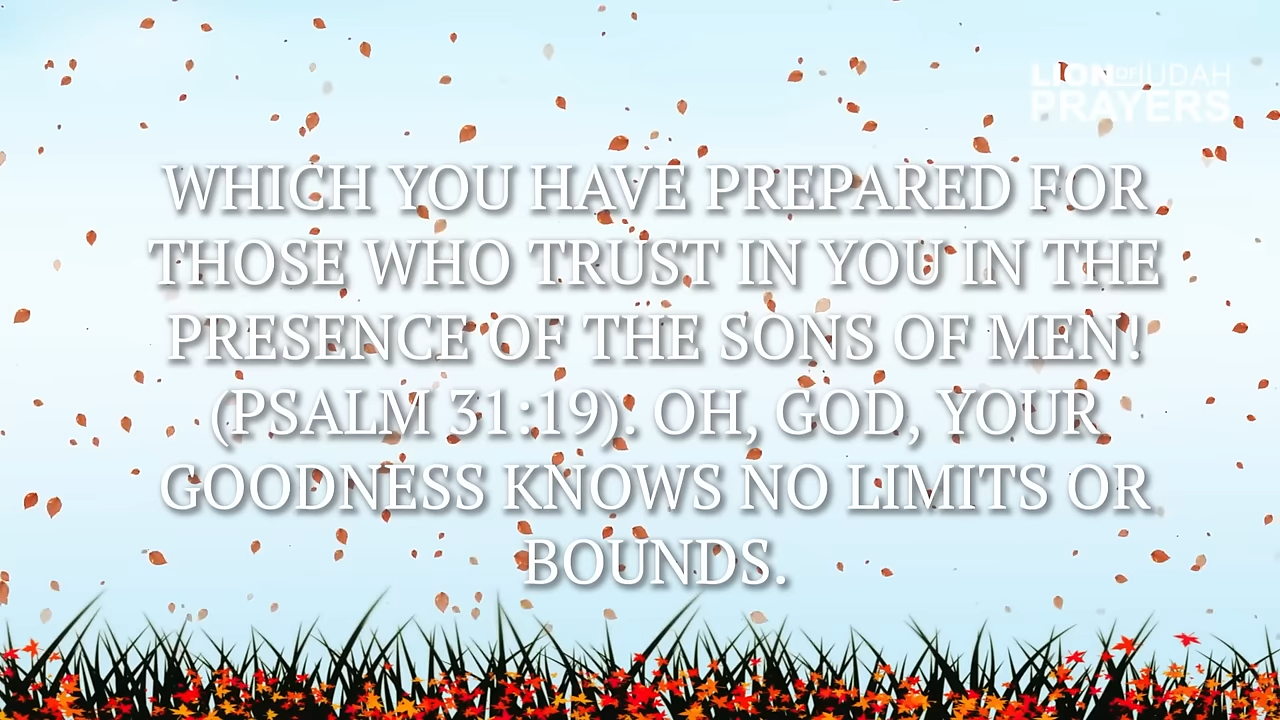 LION OF JUDAH
PRAYERS
WHICH YOU HAVE PREPARED FOR
THOSE WHO TRUST IN YOU IN THE
PRESENCE OF THE SONS OF MEN!
(PSALM 31:19). OH, GOD, YOUR
GOODNESS KNOWS NO LIMITS OR
BOUNDS.